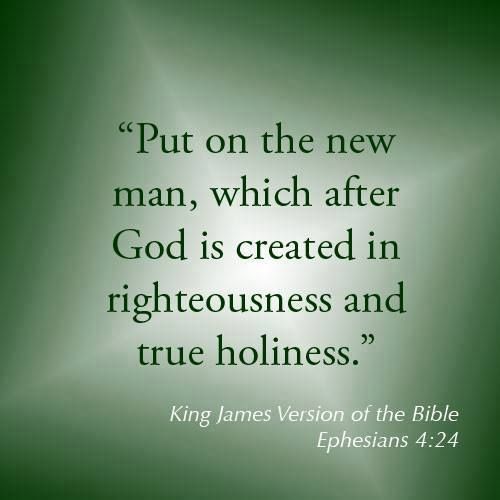 “Put on the new
man, which after
God is created in
righteousness and
true holiness.”
King James Version of the Bible
Ephesians 4:24